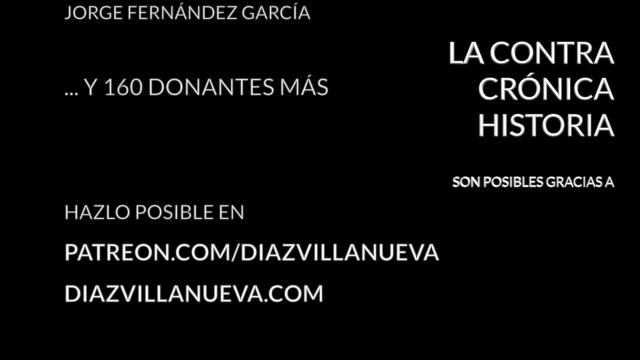 JORGE FERNÁNDEZ GARCÍA
... Y 160 DONANTES MÁS
HAZLO POSIBLE EN
PATREON.COM/DIAZVILLANUEVA
DIAZVILLANUEVA.COM
LA CONTRA
CRÓNICA
HISTORIA
SON POSIBLES GRACIAS A